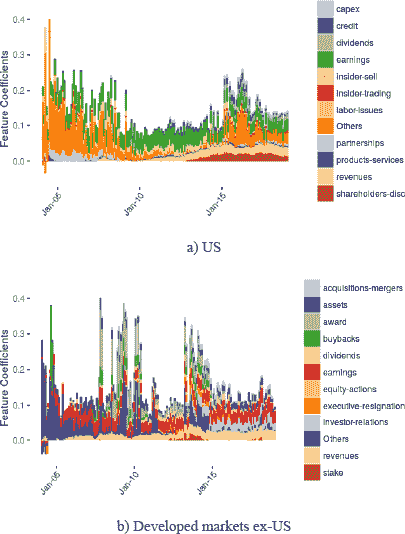 capex
credit
dividends
earnings
insider-sell
insider-trading
labor-issues
Others
partnerships
products-services
revenues
shareholders-disc
Feature Coefficients
0.4
0.3
0.2
0.1
0.0
Jan-05
Jan-10
Jan-15
a) US
acquisitions-mergers
assets
award
buybacks
dividends
earnings
equity-actions
executive-resignation
investor-relations
Others
revenues
stake
Feature Coefficients
0.4
0.3
0.2
0.1
0.0
Jan-05
Jan-10
Jan-15
b) Developed markets ex-US